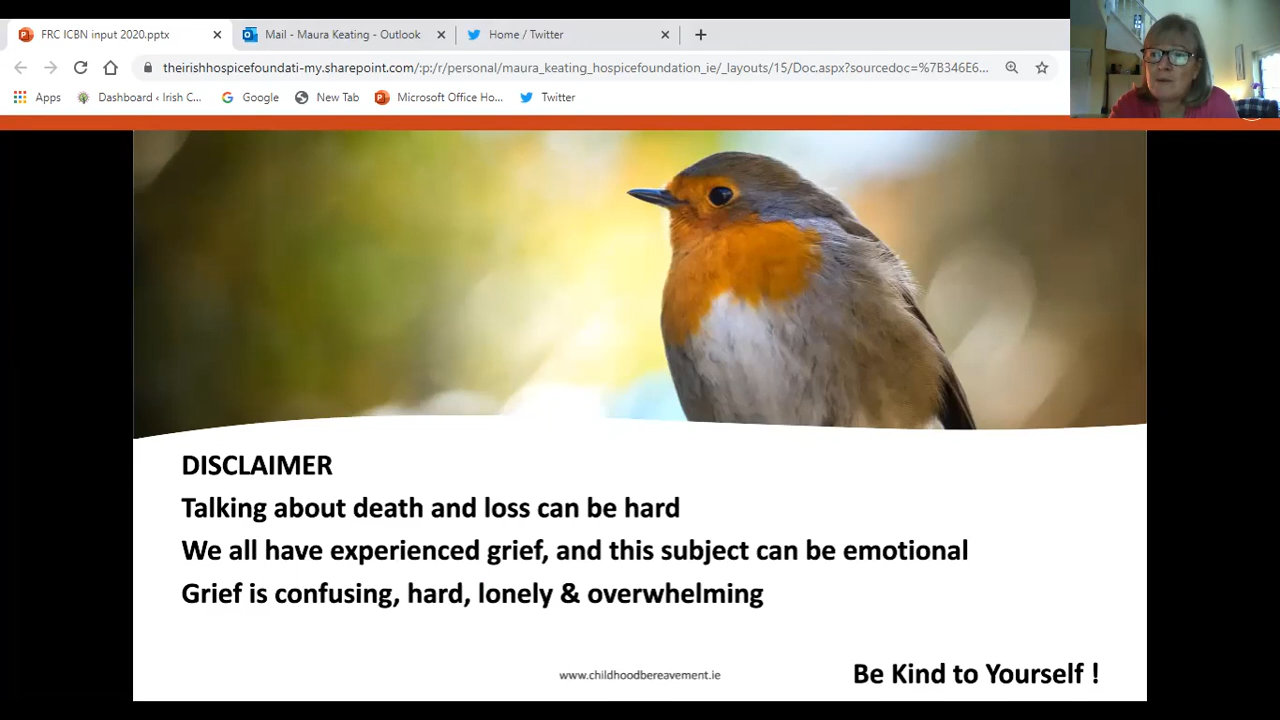 FRC ICBN input 2020.pptx
Mail - Maura Keating - Outlook
Home / Twitter
theirishhospicefoundati-my.sharepoint.com/:p:/r/personal/maura_keating_hospicefoundation_ie/_layouts/15/Doc.aspx?sourcedoc=%7B346E6...
Apps
Dashboard ‹ Irish C...
Google
New Tab
Microsoft Office Ho...
Twitter
DISCLAIMER
Talking about death and loss can be hard
We all have experienced grief, and this subject can be emotional
Grief is confusing, hard, lonely & overwhelming
www.childhoodbereavement.ie
Be Kind to Yourself !